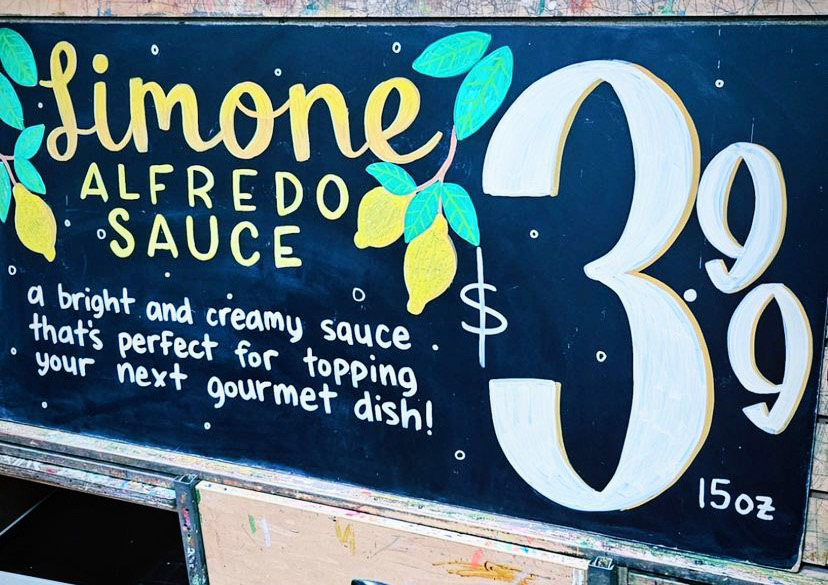 Limone
ALFREDO
SAUCE
a bright and creamy sauce
that's perfect for topping
your next gourmet dish!
$3.99
15oz